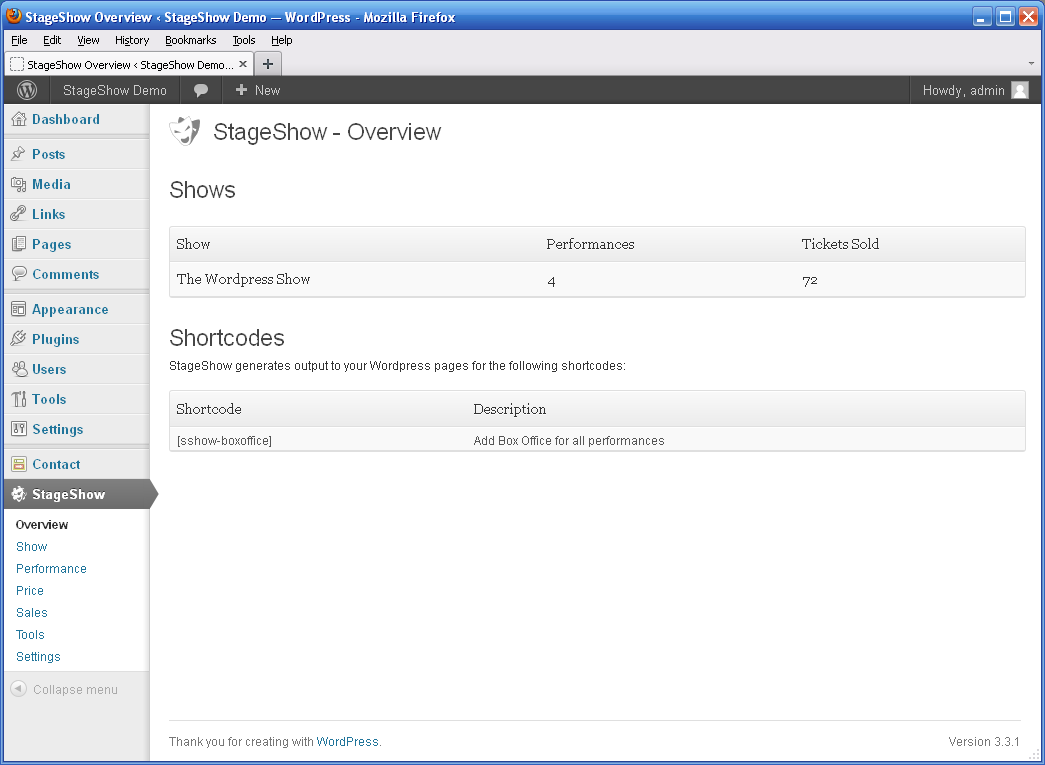 StageShow Overview ‹ StageShow Demo — WordPress - Mozilla Firefox
File Edit View History Bookmarks Tools Help
StageShow Overview ‹ StageShow Demo...
StageShow Demo New Howdy, admin
Dashboard
Posts
Media
Links
Pages
Comments
Appearance
Plugins
Users
Tools
Settings
Contact
StageShow
Overview
Show
Performance
Price
Sales
Tools
Settings
Collapse menu
StageShow - Overview
Shows
Show Performances Tickets Sold
The Wordpress Show 4 72
Shortcodes
StageShow generates output to your Wordpress pages for the following shortcodes:
Shortcode Description
[sshow-boxoffice] Add Box Office for all performances
Thank you for creating with WordPress. Version 3.3.1